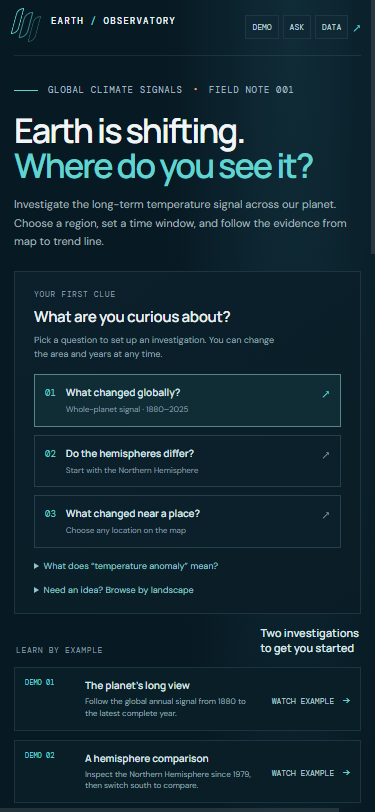 EARTH / OBSERVATORY
DEMO
ASK
DATA ↗
GLOBAL CLIMATE SIGNALS • FIELD NOTE 001
Earth is shifting.
Where do you see it?
Investigate the long-term temperature signal across our planet.
Choose a region, set a time window, and follow the evidence from
map to trend line.
YOUR FIRST CLUE
What are you curious about?
Pick a question to set up an investigation. You can change
the area and years at any time.
01 What changed globally? ↗
Whole-planet signal · 1880–2025
02 Do the hemispheres differ? ↗
Start with the Northern Hemisphere
03 What changed near a place? ↗
Choose any location on the map
▶ What does “temperature anomaly” mean?
▶ Need an idea? Browse by landscape
LEARN BY EXAMPLE
Two investigations
to get you started
DEMO 01
The planet's long view
Follow the global annual signal from 1880 to
the latest complete year.
WATCH EXAMPLE →
DEMO 02
A hemisphere comparison
Inspect the Northern Hemisphere since 1979,
then switch south to compare.
WATCH EXAMPLE →